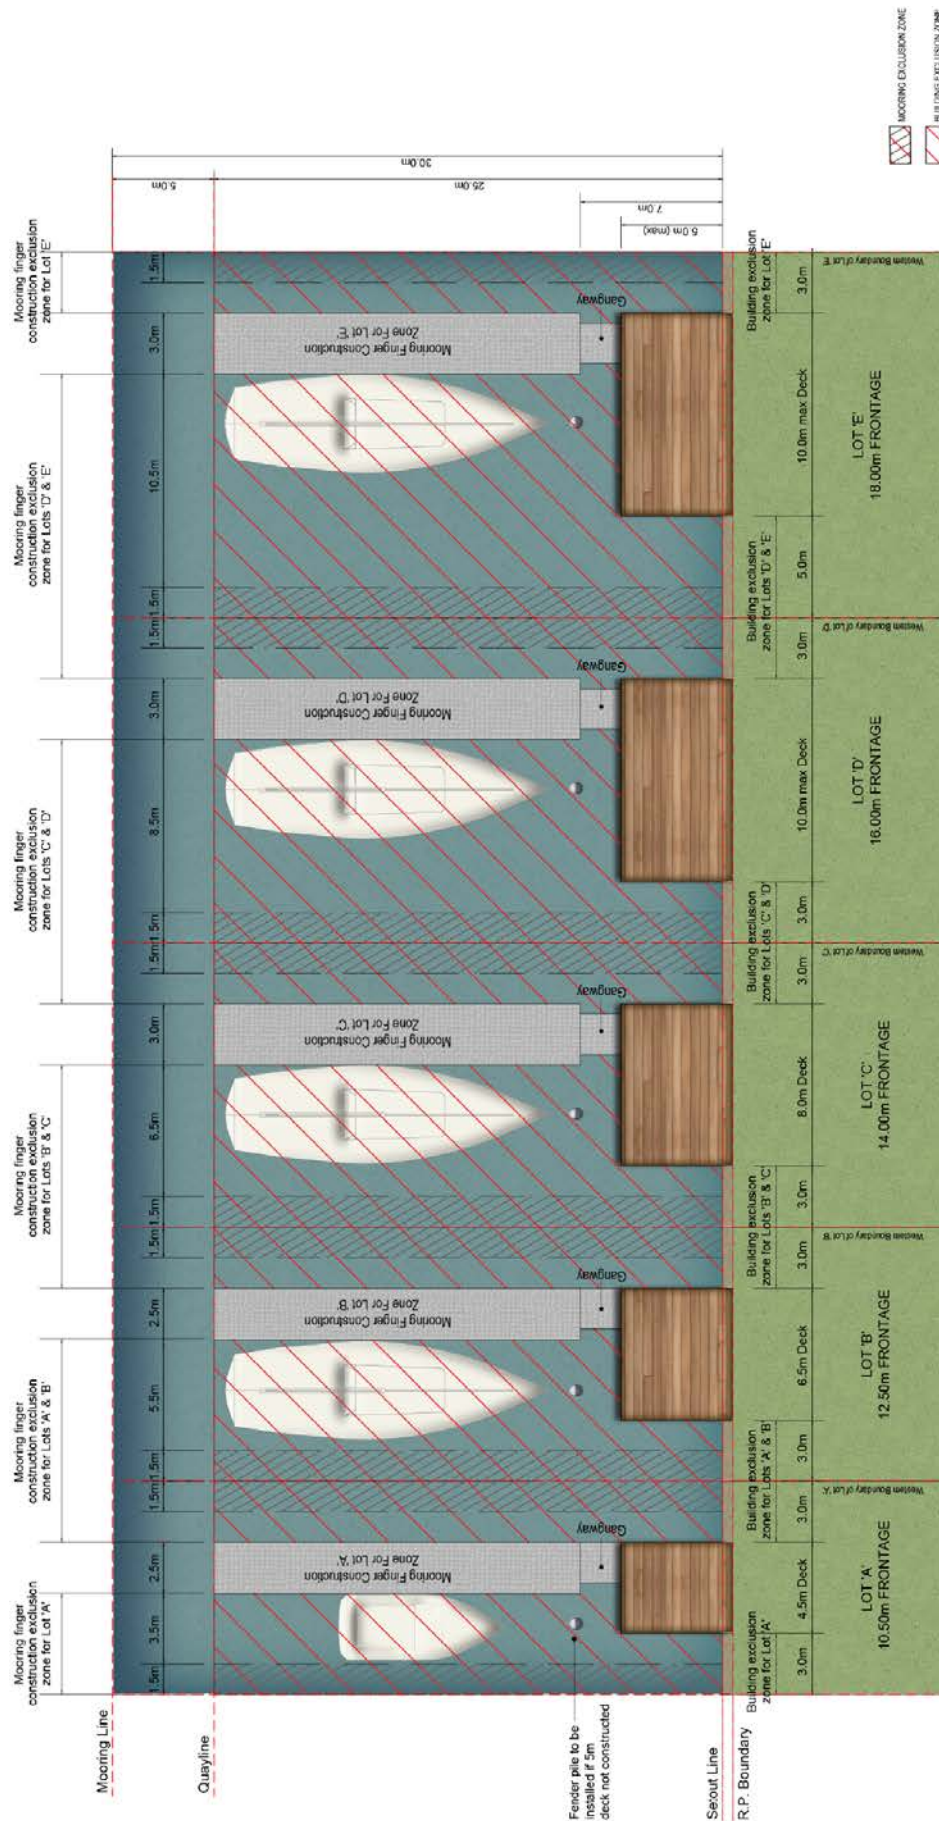 Mooring finger
construction exclusion
zone for Lot 'A'
Mooring finger
construction exclusion
zone for Lots 'A' & 'B'
Mooring finger
construction exclusion
zone for Lots 'B' & 'C'
Mooring finger
construction exclusion
zone for Lots 'C' & 'D'
Mooring finger
construction exclusion
zone for Lots 'D' & 'E'
Mooring finger
construction exclusion
zone for Lot 'E'
Mooring Line
1.5m
3.5m
2.5m
1.5m
1.5m
5.5m
2.5m
1.5m
1.5m
6.5m
3.0m
1.5m
1.5m
8.5m
3.0m
1.5m
1.5m
10.5m
3.0m
1.5m
5.0m
30.0m
25.0m
7.0m
5.0m (max)
Quayline
Mooring Finger Construction
Zone For Lot 'A'
Mooring Finger Construction
Zone For Lot 'B'
Mooring Finger Construction
Zone For Lot 'C'
Mooring Finger Construction
Zone For Lot 'D'
Mooring Finger Construction
Zone For Lot 'E'
Gangway
Gangway
Gangway
Gangway
Gangway
Fender pile to be
installed if 5m
deck not constructed
Setout Line
R.P. Boundary
Building exclusion
zone for Lot 'A'
Building exclusion
zone for Lots 'A' & 'B'
Building exclusion
zone for Lots 'B' & 'C'
Building exclusion
zone for Lots 'C' & 'D'
Building exclusion
zone for Lots 'D' & 'E'
Building exclusion
zone for Lot 'E'
3.0m
4.5m Deck
3.0m
3.0m
6.5m Deck
3.0m
3.0m
8.0m Deck
3.0m
3.0m
10.0m max Deck
3.0m
5.0m
10.0m max Deck
3.0m
Western Boundary of Lot 'A'
Western Boundary of Lot 'B'
Western Boundary of Lot 'C'
Western Boundary of Lot 'D'
Western Boundary of Lot 'E'
LOT 'A'
10.50m FRONTAGE
LOT 'B'
12.50m FRONTAGE
LOT 'C'
14.00m FRONTAGE
LOT 'D'
16.00m FRONTAGE
LOT 'E'
18.00m FRONTAGE
MOORING EXCLUSION ZONE
BUILDING EXCLUSION ZONE